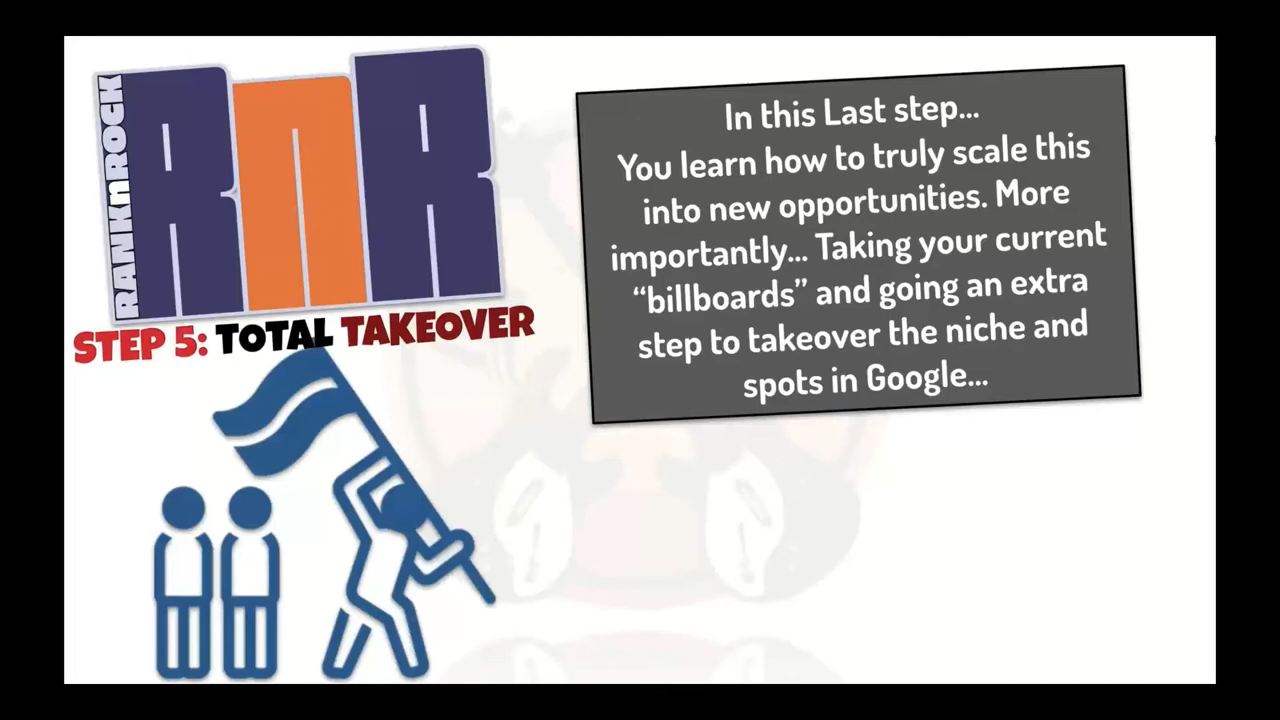 RANKnROCK
RnR
STEP 5: TOTAL TAKEOVER
In this Last step...
You learn how to truly scale this
into new opportunities. More
importantly... Taking your current
“billboards” and going an extra
step to takeover the niche and
spots in Google...